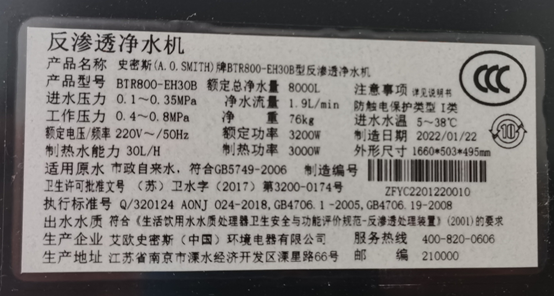 反渗透净水机
产品名称 史密斯(A.O.SMITH)牌BTR800-EH30B型反渗透净水机
产品型号 BTR800-EH30B 额定总净水量 8000L 注意事项 详见说明书
进水压力 0.1~0.35MPa 净水流量 1.9L/min 防触电保护类型 I类
工作压力 0.4~0.8MPa 净重 76kg 进水水温 5~38℃
额定电压/频率 220V~/50Hz 额定功率 3200W 制造日期 2022/01/22
制热水能力 30L/H 制热功率 3000W 外形尺寸 1660*503*495mm
适用原水 市政自来水，符合GB5749-2006 制造编号
卫生许可批准文号 (苏)卫水字(2017)第3200-0174号 ZFYC2201220010
执行标准号 Q/320124 AONJ 024-2018,GB4706.1-2005,GB4706.19-2008
出水水质 符合《生活饮用水水质处理器卫生安全与功能评价规范-反渗透处理装置》(2001)的要求
生产企业 艾欧史密斯（中国）环境电器有限公司 服务热线 400-820-0606
生产地址 江苏省南京市溧水经济开发区溧星路66号 邮编 210000
CCC
10